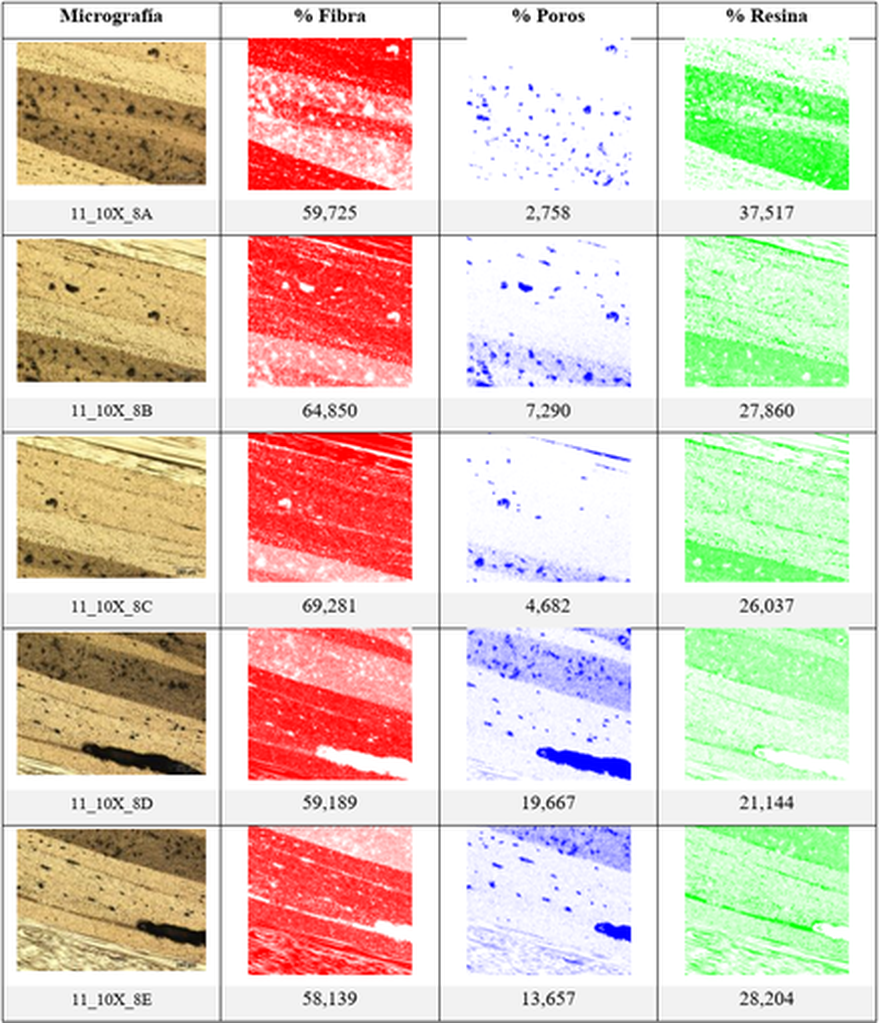 Micrografía % Fibra % Poros % Resina
11_10X_8A 59,725 2,758 37,517
11_10X_8B 64,850 7,290 27,860
11_10X_8C 69,281 4,682 26,037
11_10X_8D 59,189 19,667 21,144
11_10X_8E 58,139 13,657 28,204